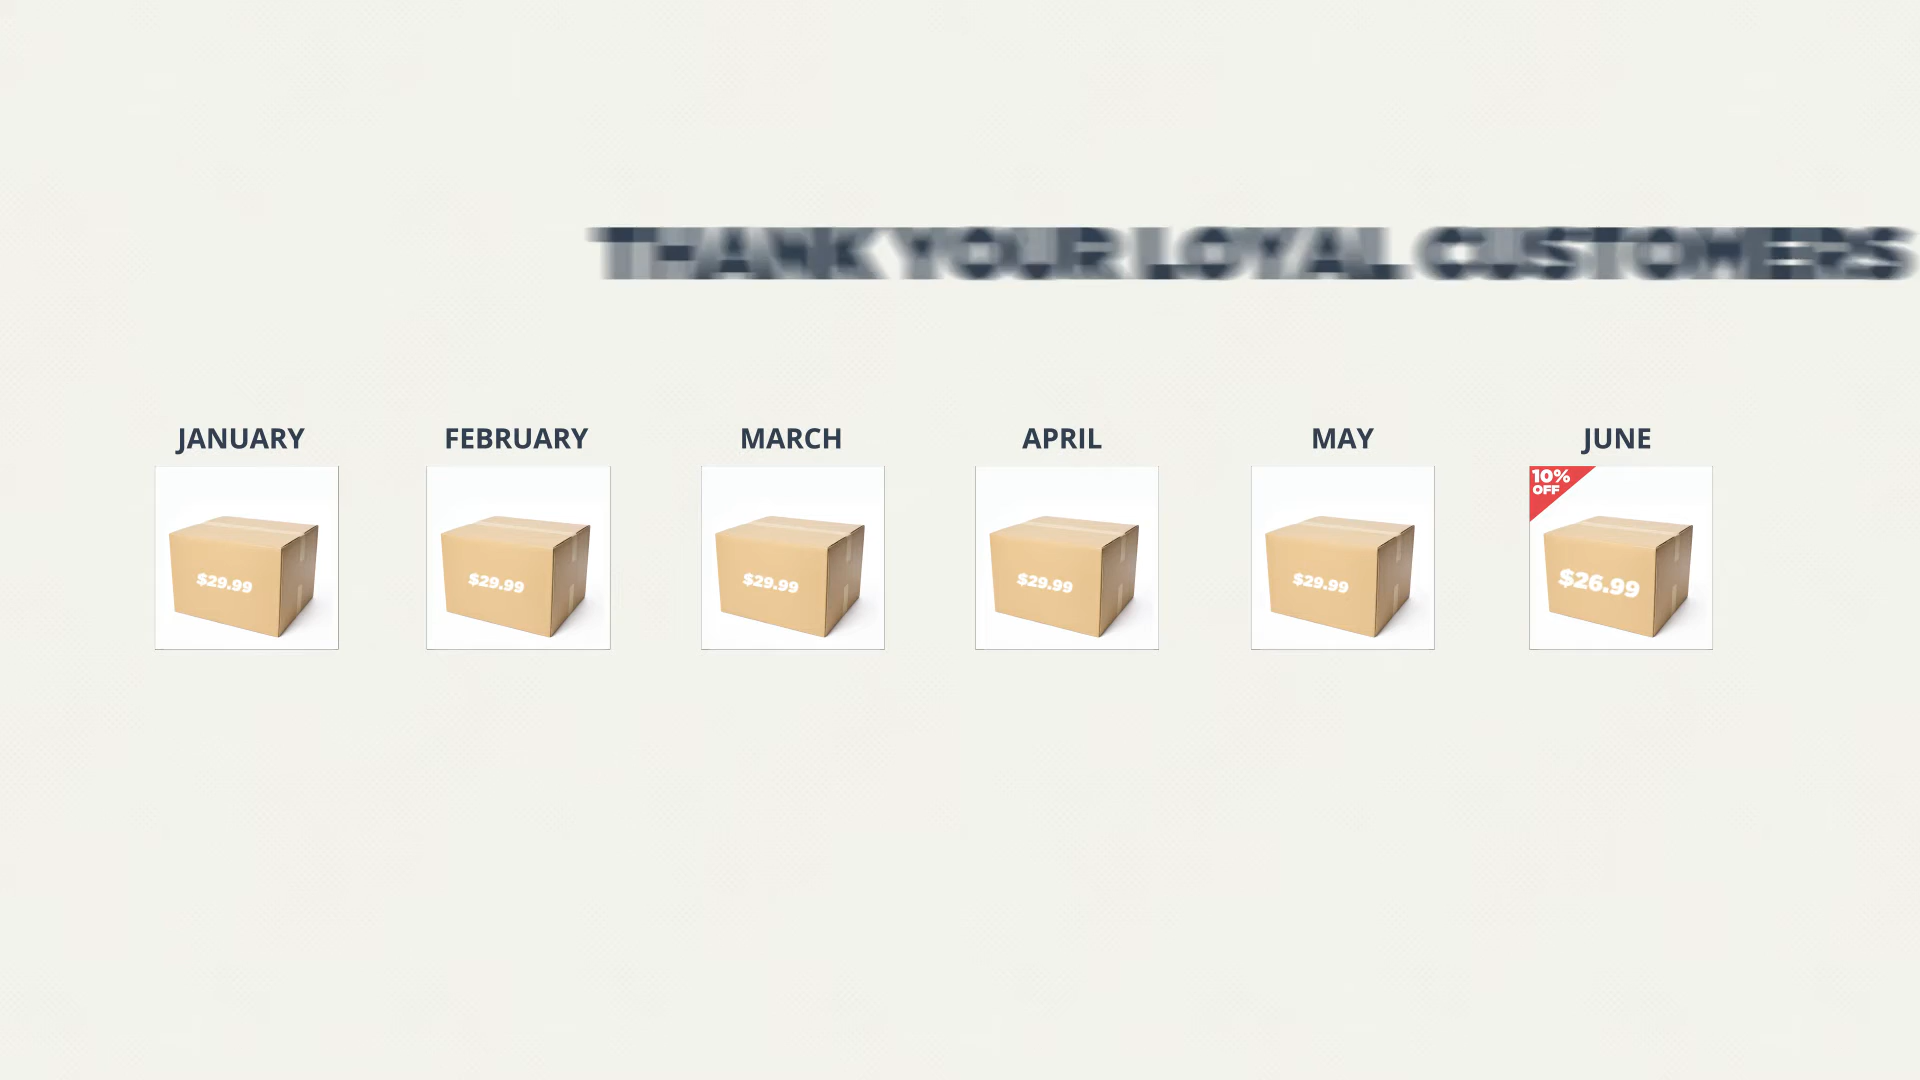 THANK YOUR LOYAL CUSTOMERS
JANUARY
FEBRUARY
MARCH
APRIL
MAY
JUNE
10%
OFF
$29.99
$29.99
$29.99
$29.99
$29.99
$26.99